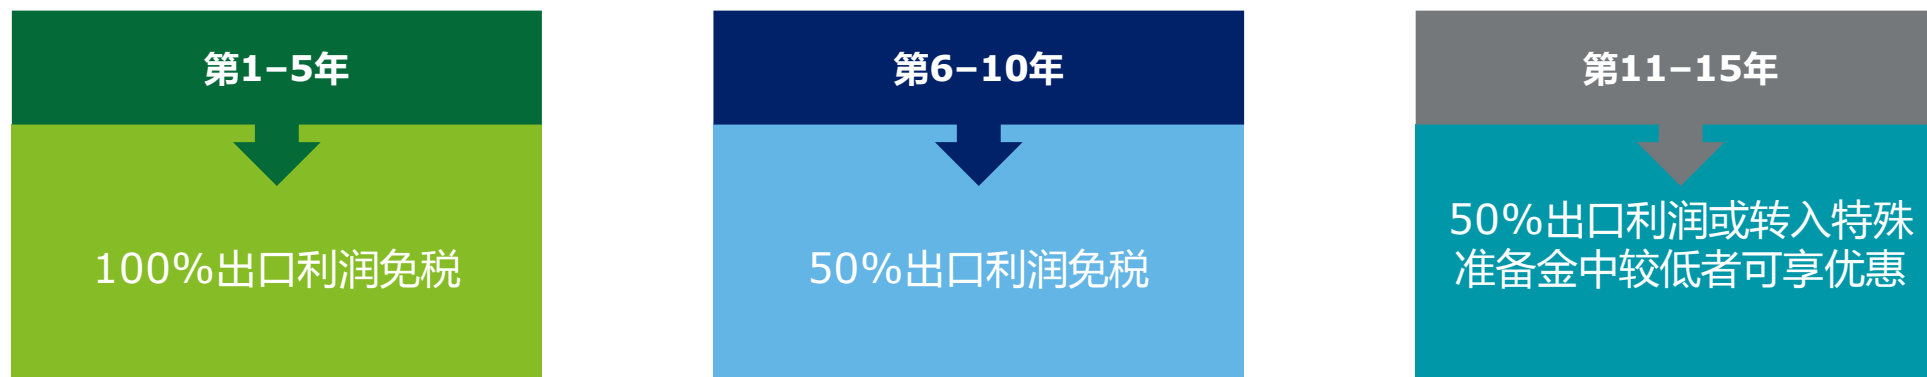 第1–5年
100%出口利润免税
第6–10年
50%出口利润免税
第11–15年
50%出口利润或转入特殊
准备金中较低者可享优惠